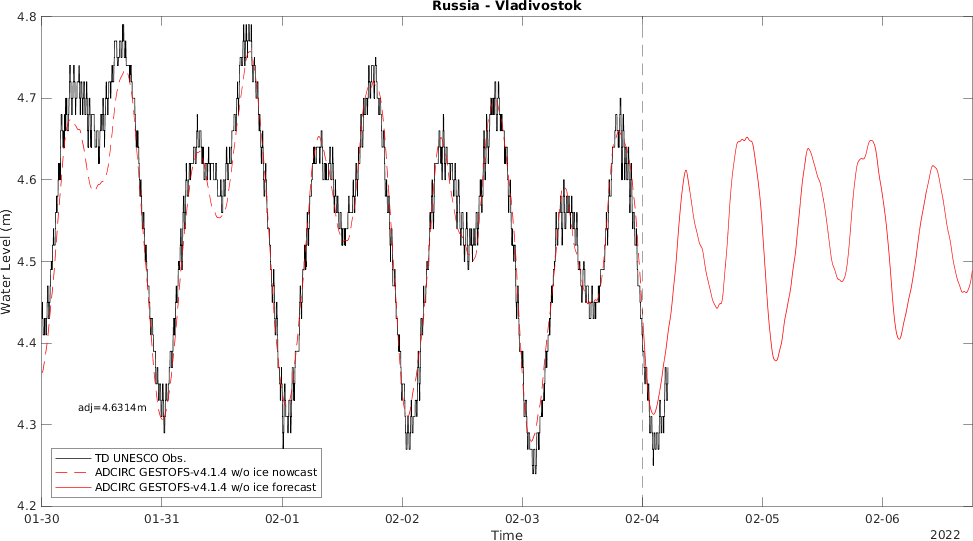 Russia - Vladivostok
4.8
4.7
4.6
4.5
4.4
4.3
4.2
Water Level (m)
adj=4.6314m
TD UNESCO Obs.
ADCIRC GESTOFS-v4.1.4 w/o ice nowcast
ADCIRC GESTOFS-v4.1.4 w/o ice forecast
01-30 01-31 02-01 02-02 02-03 02-04 02-05 02-06
Time
2022